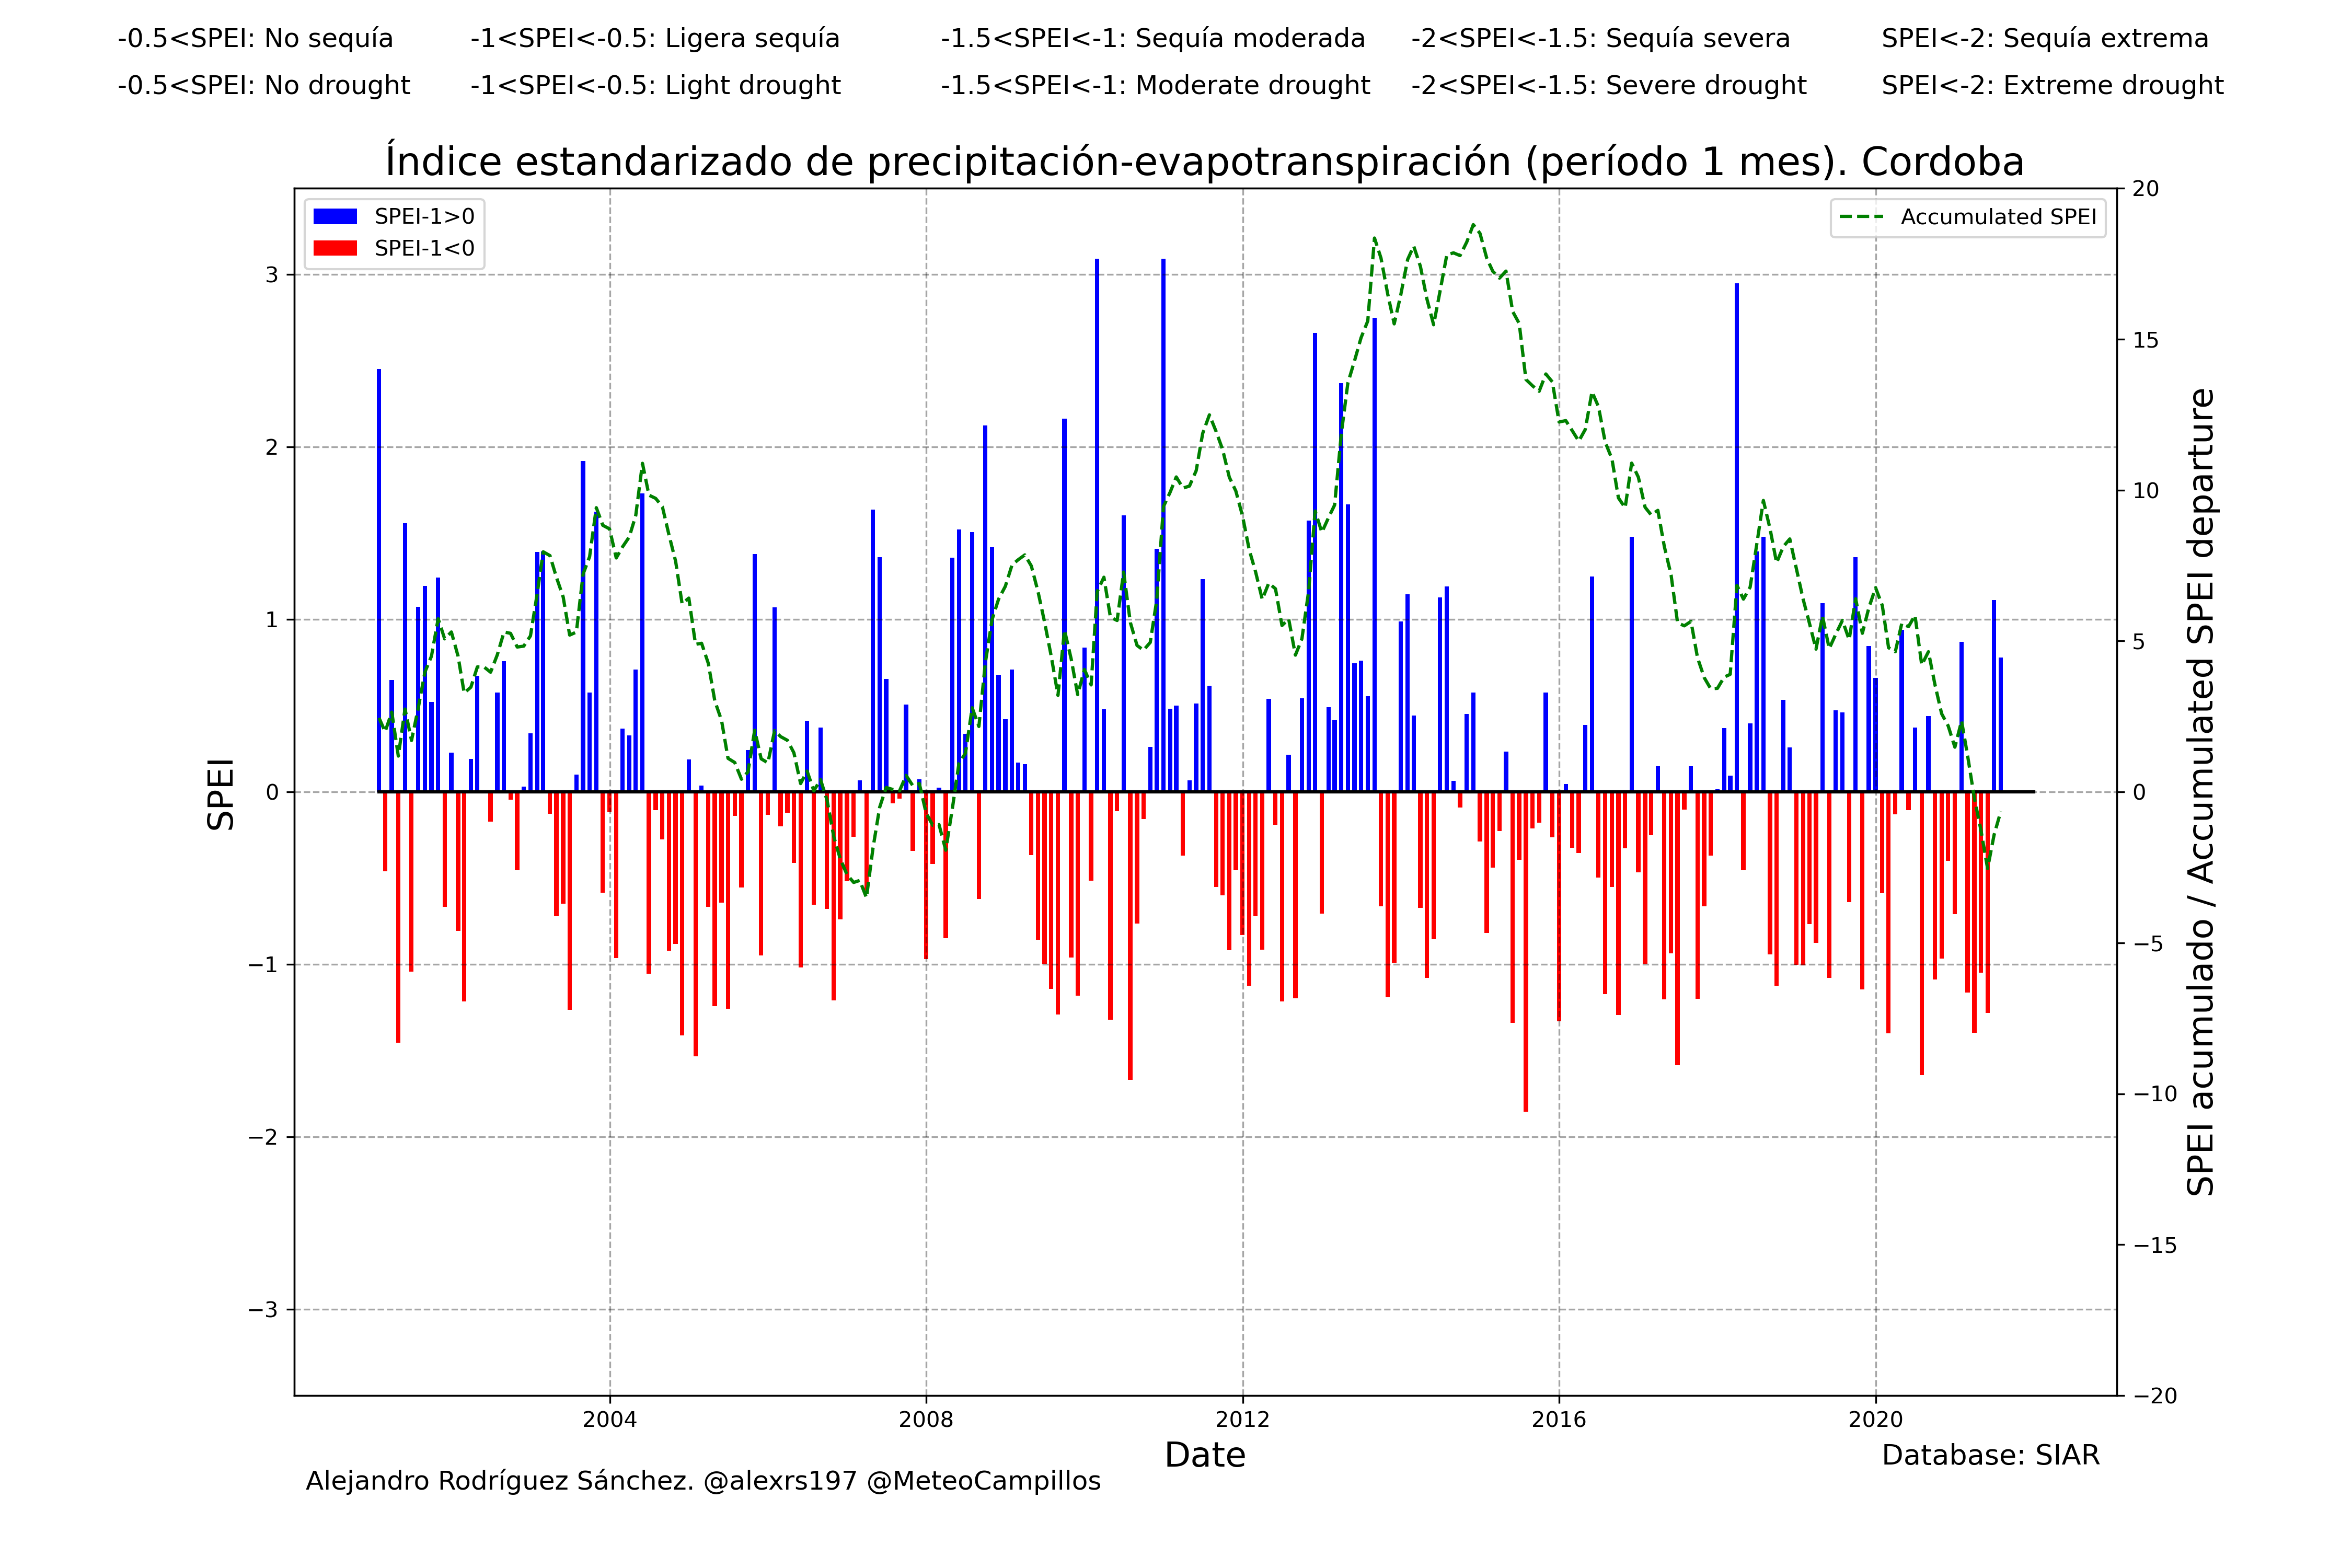 -0.5<SPEI: No sequía -1<SPEI<-0.5: Ligera sequía -1.5<SPEI<-1: Sequía moderada -2<SPEI<-1.5: Sequía severa SPEI<-2: Sequía extrema
-0.5<SPEI: No drought -1<SPEI<-0.5: Light drought -1.5<SPEI<-1: Moderate drought -2<SPEI<-1.5: Severe drought SPEI<-2: Extreme drought
Índice estandarizado de precipitación-evapotranspiración (período 1 mes). Cordoba
SPEI-1>0
SPEI-1<0
Accumulated SPEI
SPEI
3
2
1
0
−1
−2
−3
20
15
10
5
0
−5
−10
−15
−20
SPEI acumulado / Accumulated SPEI departure
2004 2008 2012 2016 2020
Date
Database: SIAR
Alejandro Rodríguez Sánchez. @alexrs197 @MeteoCampillos